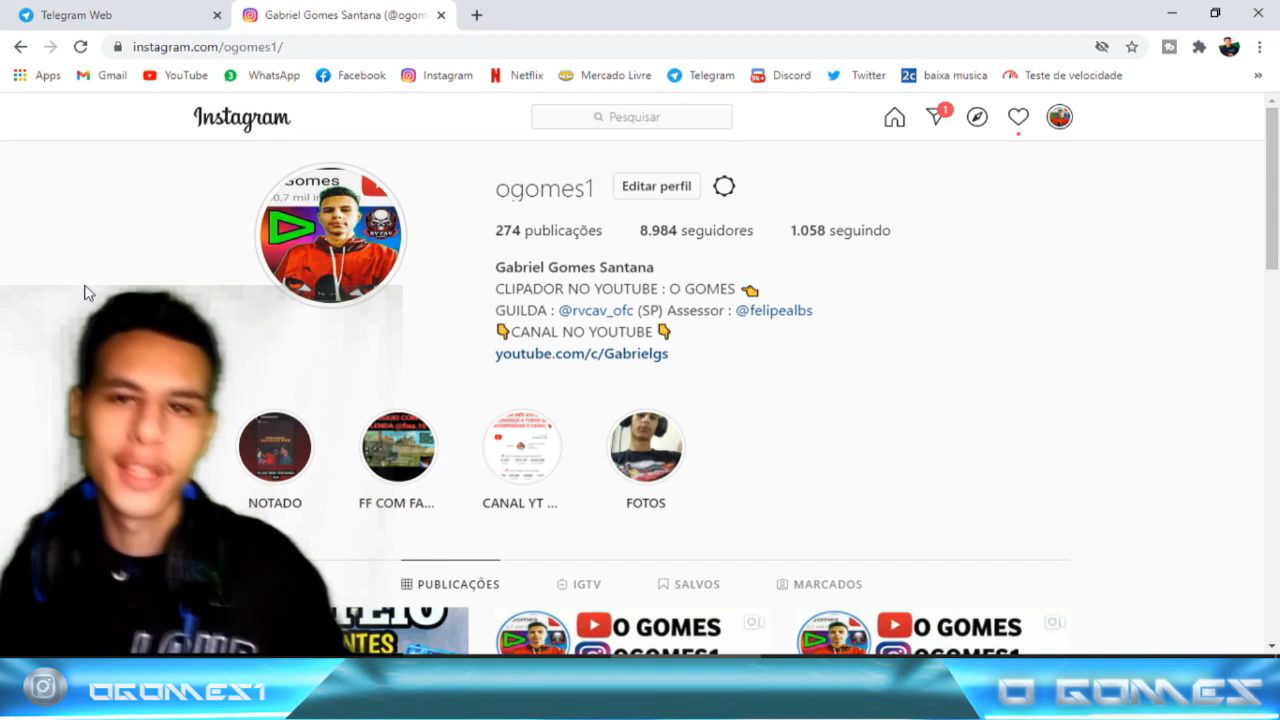 Telegram Web
Gabriel Gomes Santana (@ogom
instagram.com/ogomes1/
Apps Gmail YouTube WhatsApp Facebook Instagram Netflix Mercado Livre Telegram Discord Twitter baixa musica Teste de velocidade
Instagram
Pesquisar
1
ogomes1 Editar perfil
274 publicações 8.984 seguidores 1.058 seguindo
Gabriel Gomes Santana
CLIPADOR NO YOUTUBE : O GOMES 👈
GUILDA : @rvcav_ofc (SP) Assessor : @felipealbs
👇CANAL NO YOUTUBE 👇
youtube.com/c/Gabrielgs
NOTADO FF COM FA... CANAL YT ... FOTOS
PUBLICAÇÕES IGTV SALVOS MARCADOS
O GOMES O GOMES
OGOMES1
O GOMES